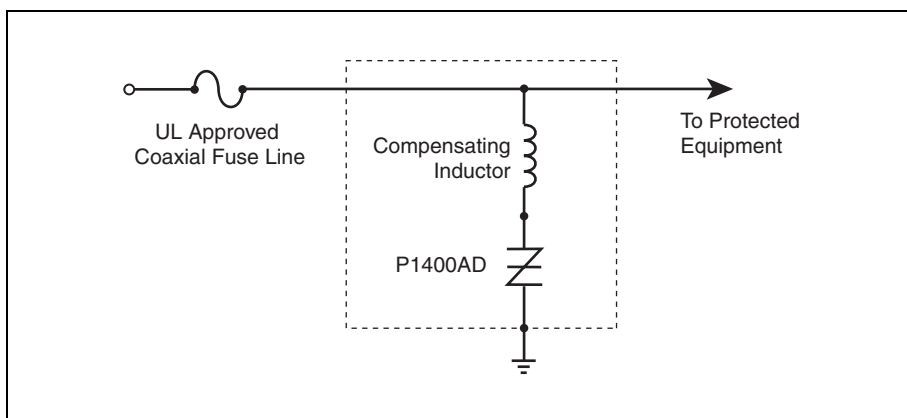 UL Approved
Coaxial Fuse Line
Compensating
Inductor
To Protected
Equipment
P1400AD